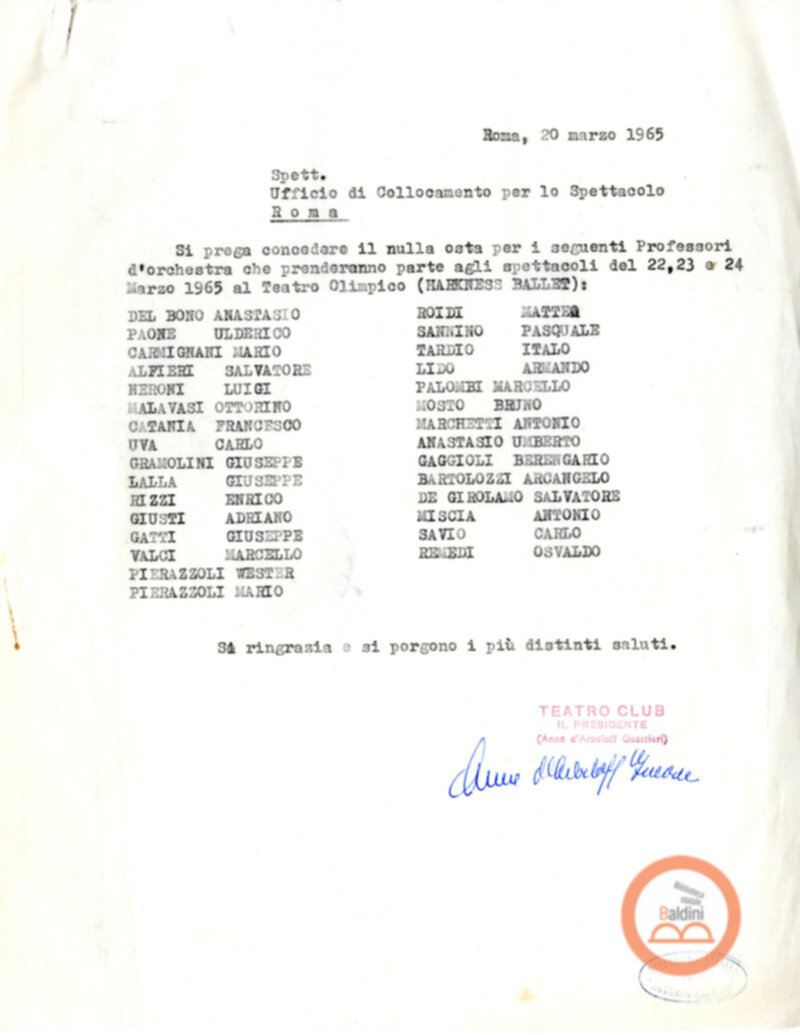 Roma, 20 marzo 1965
Spett.
Ufficio di Collocamento per lo Spettacolo
Roma
Si prega concedere il nulla osta per i seguenti Professori
d'orchestra che prenderanno parte agli spettacoli del 22,23 e 24
Marzo 1965 al Teatro Olimpico (HARKNESS BALLET):
DEL BONO ANASTASIO
PAONE ULDERICO
CARMIGNANI MARIO
ALFIERI SALVATORE
NERONI LUIGI
MALAVASI OTTORINO
CATANIA FRANCESCO
UVA CARLO
GRAMOLINI GIUSEPPE
LALLA GIUSEPPE
RIZZI ENRICO
GIUSTI ADRIANO
GATTI GIUSEPPE
VALCI MARCELLO
PIERAZZOLI WESTER
PIERAZZOLI MARIO
ROIDI MATTEO
SANNINO PASQUALE
TARDIO ITALO
LIDO ARMANDO
PALOMBI MARCELLO
MOSTO BRUNO
MARCHETTI ANTONIO
ANASTASIO UMBERTO
GAGGIOLI BERENGARIO
BARTOLOZZI ARCANGELO
DE GIROLAMO SALVATORE
MISCIA ANTONIO
SAVIO CARLO
REMEDI OSVALDO
Si ringrazia e si porgono i più distinti saluti.
TEATRO CLUB
IL PRESIDENTE
(Anne d'Arbeloff Guerrieri)
Anne d'Arbeloff
Biblioteca
statale
Baldini